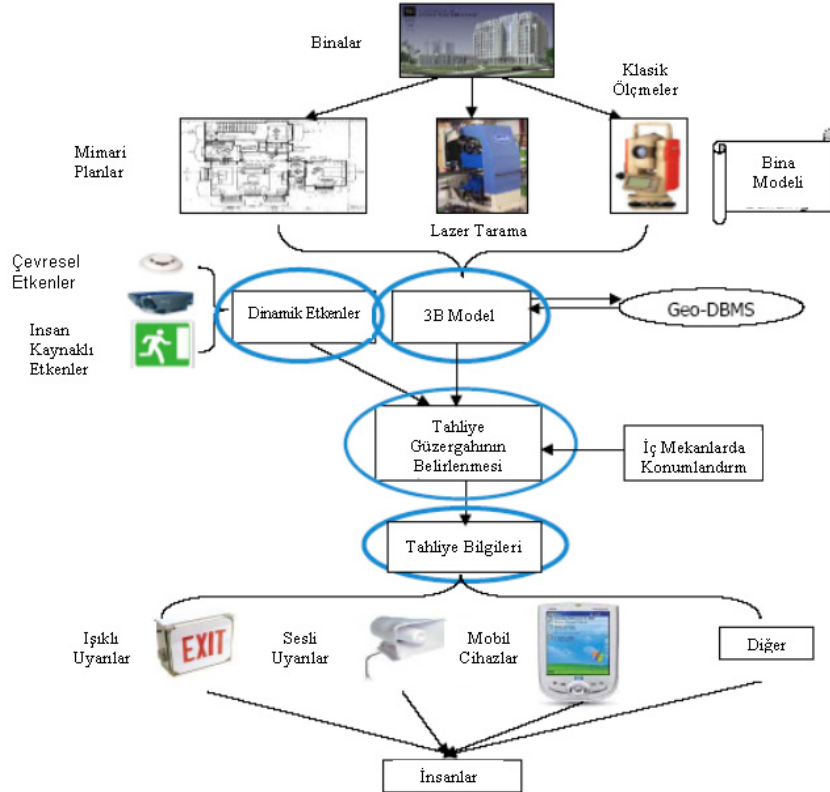 Binalar
Klasik
Ölçmeler
Mimari
Planlar
Bina
Modeli
Lazer Tarama
Çevresel
Etkenler
Dinamik Etkenler
3B Model
Geo-DBMS
Insan
Kaynaklı
Etkenler
Tahliye
Güzergahının
Belirlenmesi
İç Mekanlarda
Konumlandırm
Tahliye Bilgileri
Işıklı
Uyarılar
EXIT
Sesli
Uyarılar
Mobil
Cihazlar
Diğer
İnsanlar